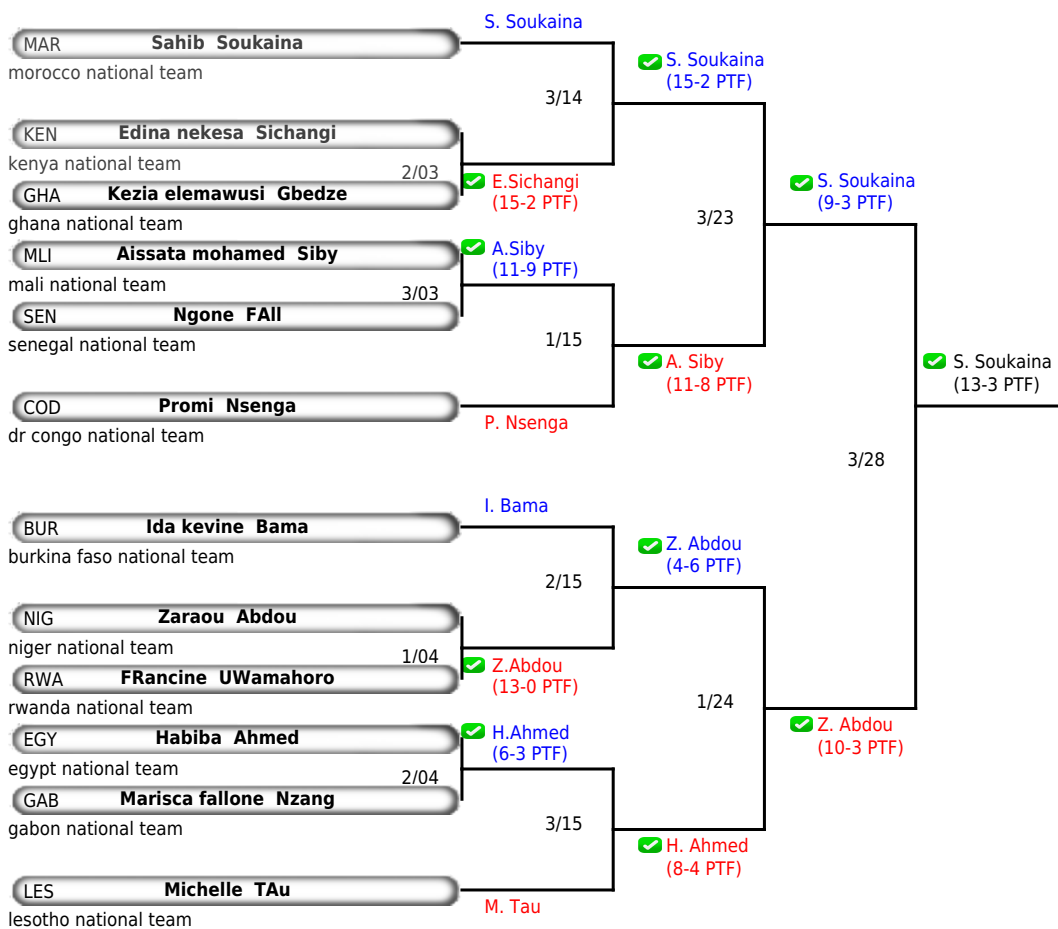 S. Soukaina
MAR Sahib Soukaina
morocco national team
S. Soukaina
(15-2 PTF)
3/14
KEN Edina nekesa Sichangi
kenya national team
2/03
E.Sichangi
(15-2 PTF)
GHA Kezia elemawusi Gbedze
ghana national team
S. Soukaina
(9-3 PTF)
3/23
MLI Aissata mohamed Siby
mali national team
A.Siby
(11-9 PTF)
3/03
SEN Ngone FAll
senegal national team
1/15
A. Siby
(11-8 PTF)
S. Soukaina
(13-3 PTF)
COD Promi Nsenga
dr congo national team
P. Nsenga
3/28
I. Bama
BUR Ida kevine Bama
burkina faso national team
Z. Abdou
(4-6 PTF)
2/15
NIG Zaraou Abdou
niger national team
1/04
Z.Abdou
(13-0 PTF)
RWA FRancine UWamahoro
rwanda national team
1/24
Z. Abdou
(10-3 PTF)
EGY Habiba Ahmed
egypt national team
H.Ahmed
(6-3 PTF)
2/04
GAB Marisca fallone Nzang
gabon national team
3/15
H. Ahmed
(8-4 PTF)
LES Michelle TAu
lesotho national team
M. Tau